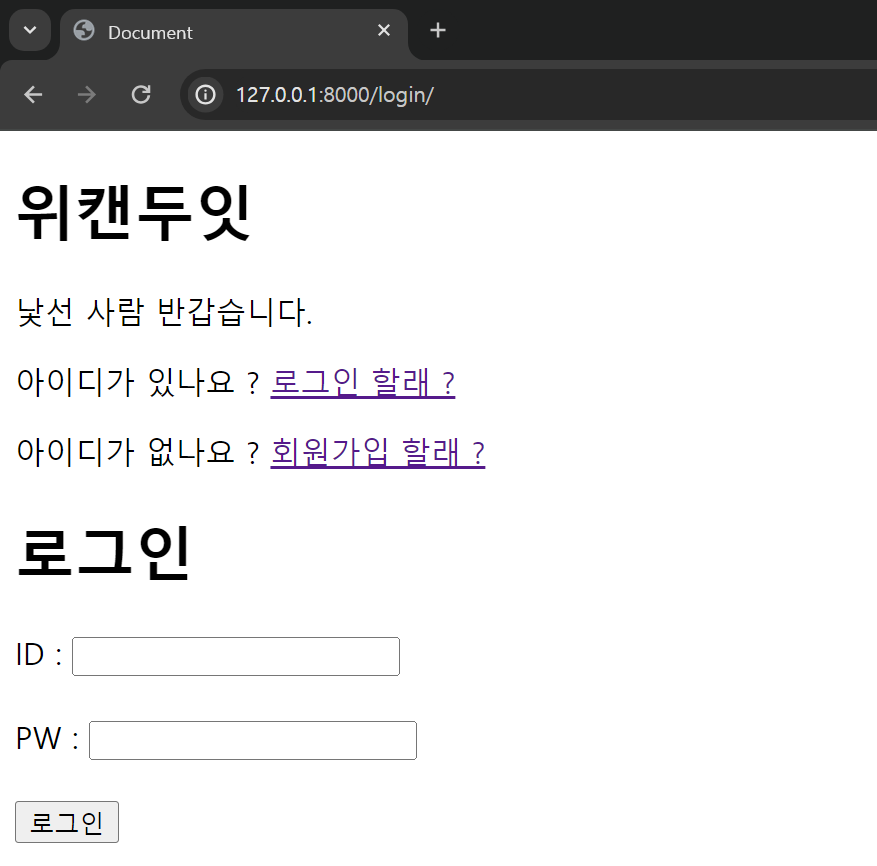 Document
127.0.0.1:8000/login/
위캔두잇
낯선 사람 반갑습니다.
아이디가 있나요 ? 로그인 할래 ?
아이디가 없나요 ? 회원가입 할래 ?
로그인
ID :
PW :
로그인